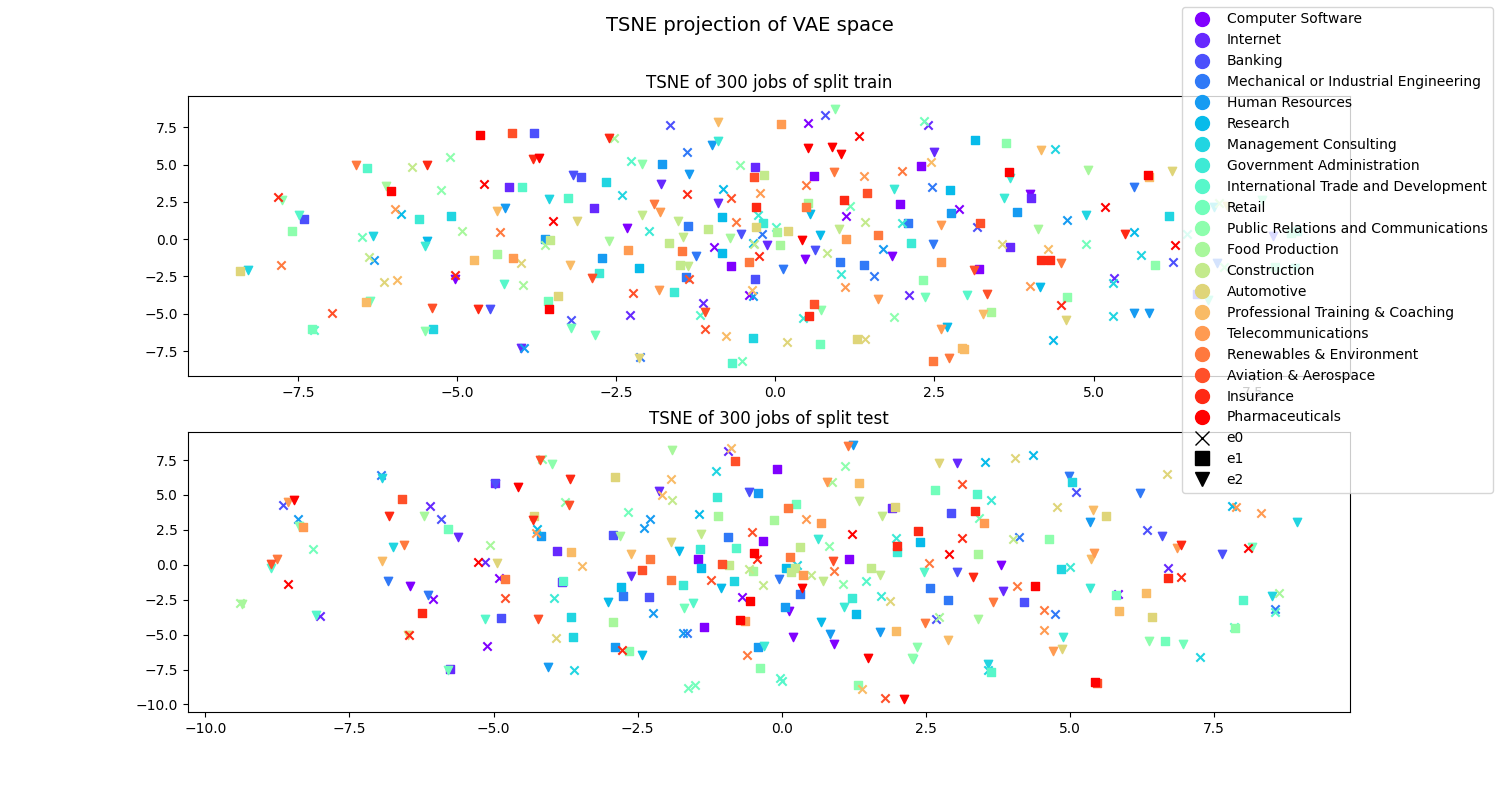 TSNE projection of VAE space
TSNE of 300 jobs of split train
7.5
5.0
2.5
0.0
−2.5
−5.0
−7.5
−7.5
−5.0
−2.5
0.0
2.5
5.0
7.5
TSNE of 300 jobs of split test
7.5
5.0
2.5
0.0
−2.5
−5.0
−7.5
−10.0
−10.0
−7.5
−5.0
−2.5
0.0
2.5
5.0
7.5
Computer Software
Internet
Banking
Mechanical or Industrial Engineering
Human Resources
Research
Management Consulting
Government Administration
International Trade and Development
Retail
Public Relations and Communications
Food Production
Construction
Automotive
Professional Training & Coaching
Telecommunications
Renewables & Environment
Aviation & Aerospace
Insurance
Pharmaceuticals
e0
e1
e2